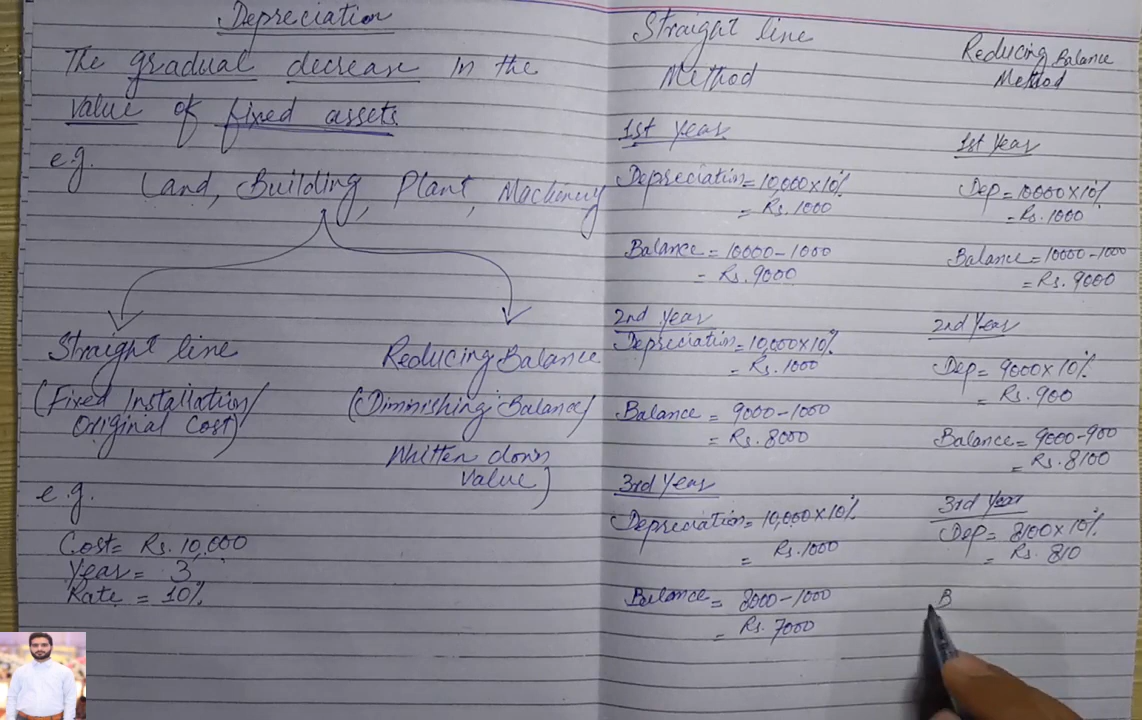 Depreciation
The gradual decrease in the
value of fixed assets
e.g.
Land, Building, Plant, Machinery
Straight line
(Fixed Installation/
Original Cost)
Reducing Balance
(Diminishing Balance/
Written down
Value)
e.g.
Cost = Rs. 10,000
Year = 3
Rate = 10%
Straight line
Method
1st Year
Depreciation = 10,000 x 10%
= Rs. 1000
Balance = 10000 - 1000
= Rs. 9000
2nd Year
Depreciation = 10,000 x 10%
= Rs. 1000
Balance = 9000 - 1000
= Rs. 8000
3rd Year
Depreciation = 10,000 x 10%
= Rs. 1000
Balance = 8000 - 1000
= Rs. 7000
Reducing Balance
Method
1st Year
Dep = 10000 x 10%
= Rs. 1000
Balance = 10000 - 1000
= Rs. 9000
2nd Year
Dep = 9000 x 10%
= Rs. 900
Balance = 9000 - 900
= Rs. 8100
3rd Year
Dep = 8100 x 10%
= Rs. 810
B